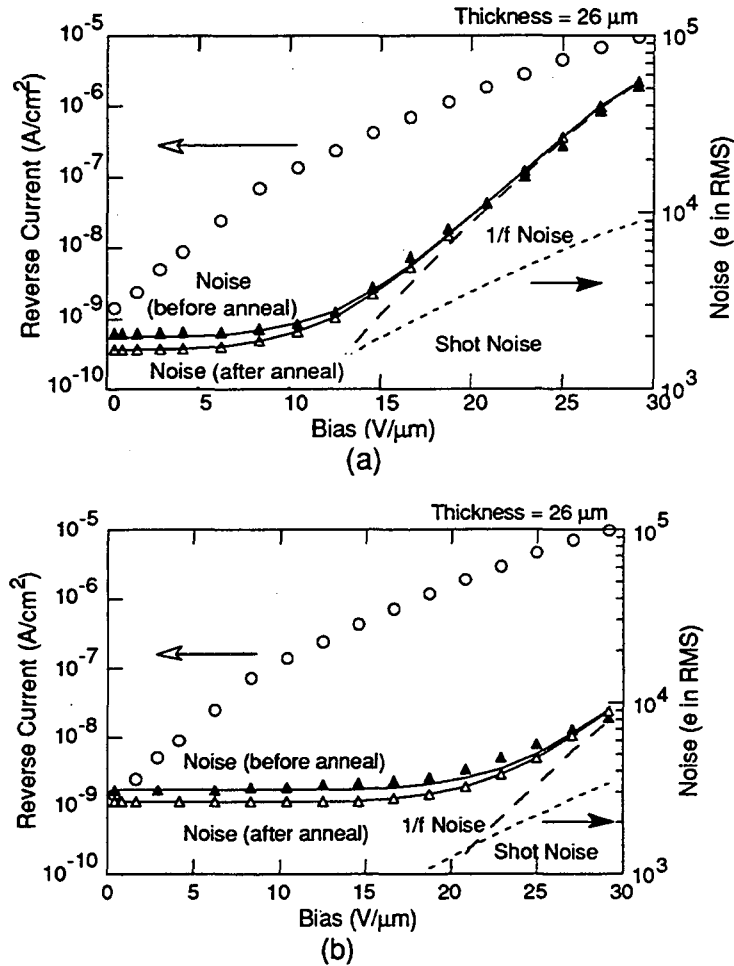 Thickness = 26 μm
10^-5
10^-6
10^-7
10^-8
10^-9
10^-10
Reverse Current (A/cm^2)
10^5
10^4
10^3
Noise (e in RMS)
Noise
(before anneal)
Noise (after anneal)
1/f Noise
Shot Noise
0 5 10 15 20 25 30
Bias (V/μm)
(a)
Thickness = 26 μm
10^-5
10^-6
10^-7
10^-8
10^-9
10^-10
Reverse Current (A/cm^2)
10^5
10^4
10^3
Noise (e in RMS)
Noise (before anneal)
Noise (after anneal)
1/f Noise
Shot Noise
0 5 10 15 20 25 30
Bias (V/μm)
(b)